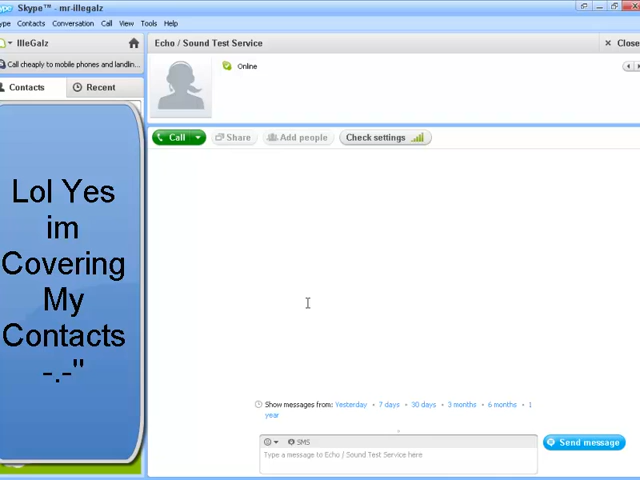 Skype™ - mr-illegalz
Contacts Conversation Call View Tools Help
IlleGalz
Call cheaply to mobile phones and landlin...
Contacts Recent
Lol Yes
im
Covering
My
Contacts
-.-"
Echo / Sound Test Service
× Close
Online
Call Share Add people Check settings
Show messages from: Yesterday • 7 days • 30 days • 3 months • 6 months • 1
year
SMS
Type a message to Echo / Sound Test Service here
Send message